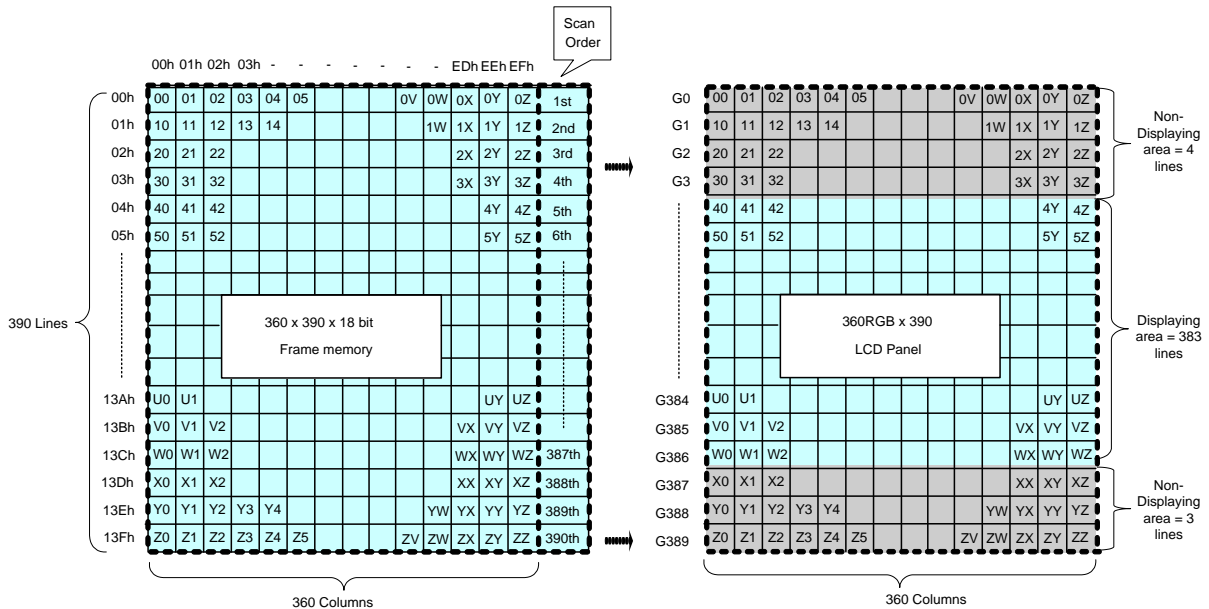 Scan
Order
00h 01h 02h 03h - - - - - - - EDh EEh EFh
00h 00 01 02 03 04 05 0V 0W 0X 0Y 0Z 1st
01h 10 11 12 13 14 1W 1X 1Y 1Z 2nd
02h 20 21 22 2X 2Y 2Z 3rd
03h 30 31 32 3X 3Y 3Z 4th
04h 40 41 42 4Y 4Z 5th
05h 50 51 52 5Y 5Z 6th
390 Lines
360 x 390 x 18 bit
Frame memory
13Ah U0 U1 UY UZ
13Bh V0 V1 V2 VX VY VZ
13Ch W0 W1 W2 WX WY WZ 387th
13Dh X0 X1 X2 XX XY XZ 388th
13Eh Y0 Y1 Y2 Y3 Y4 YW YX YY YZ 389th
13Fh Z0 Z1 Z2 Z3 Z4 Z5 ZV ZW ZX ZY ZZ 390th
360 Columns
G0 00 01 02 03 04 05 0V 0W 0X 0Y 0Z
G1 10 11 12 13 14 1W 1X 1Y 1Z
G2 20 21 22 2X 2Y 2Z
G3 30 31 32 3X 3Y 3Z
40 41 42 4Y 4Z
50 51 52 5Y 5Z
Non-
Displaying
area = 4
lines
360RGB x 390
LCD Panel
Displaying
area = 383
lines
G384 U0 U1 UY UZ
G385 V0 V1 V2 VX VY VZ
G386 W0 W1 W2 WX WY WZ
G387 X0 X1 X2 XX XY XZ
G388 Y0 Y1 Y2 Y3 Y4 YW YX YY YZ
G389 Z0 Z1 Z2 Z3 Z4 Z5 ZV ZW ZX ZY ZZ
Non-
Displaying
area = 3
lines
360 Columns